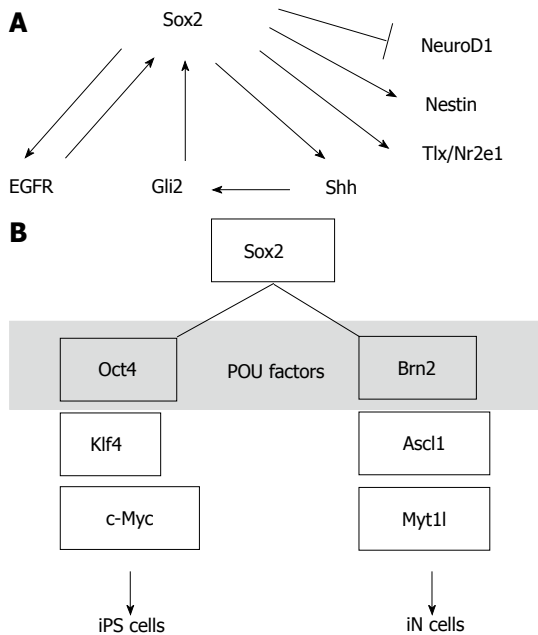 A
Sox2
NeuroD1
Nestin
Tlx/Nr2e1
EGFR
Gli2
Shh
B
Sox2
Oct4
POU factors
Brn2
Klf4
Ascl1
c-Myc
Myt1l
iPS cells
iN cells